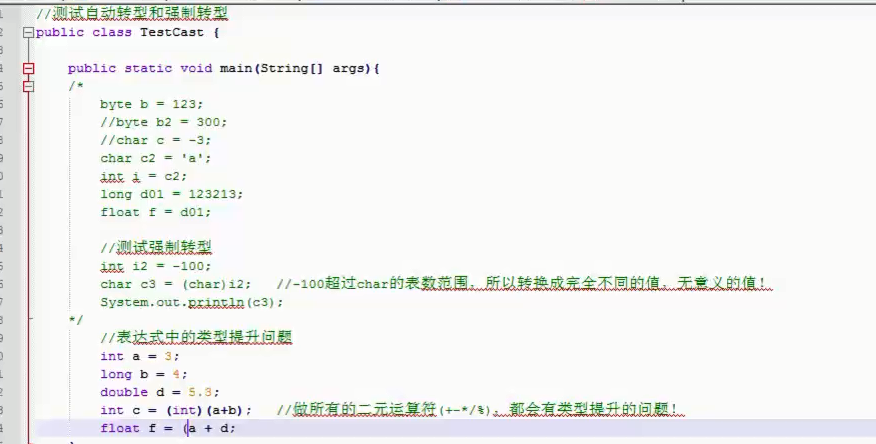 //测试自动转型和强制转型
public class TestCast {
public static void main(String[] args){
/*
byte b = 123;
//byte b2 = 300;
//char c = -3;
char c2 = 'a';
int i = c2;
long d01 = 123213;
float f = d01;
//测试强制转型
int i2 = -100;
char c3 = (char)i2; //-100超过char的表数范围，所以转换成完全不同的值，无意义的值！
System.out.println(c3);
*/
//表达式中的类型提升问题
int a = 3;
long b = 4;
double d = 5.3;
int c = (int)(a+b); //做所有的二元运算符(+-*/%)，都会有类型提升的问题！
float f = (a + d;